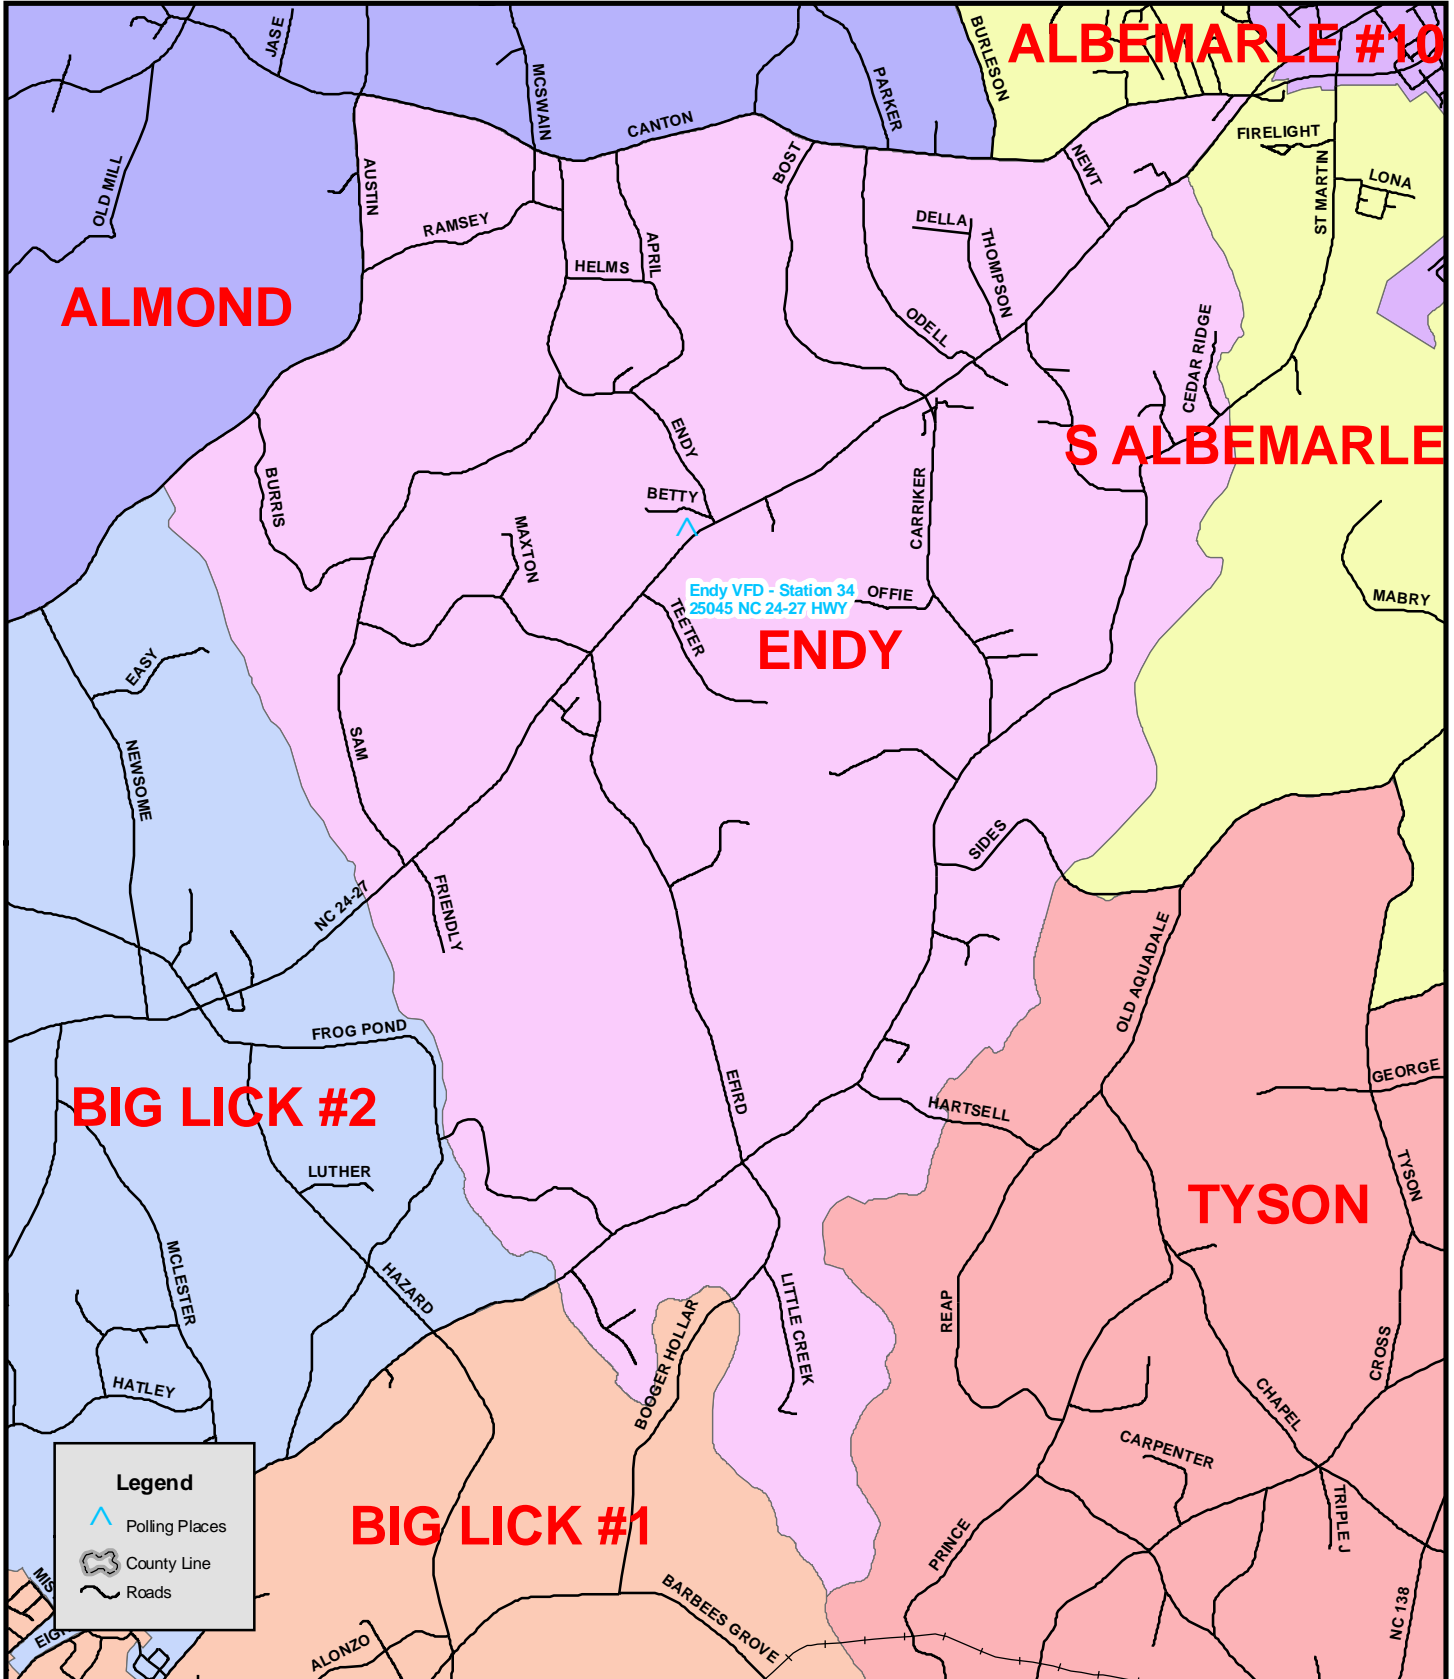 JASE
BURLESON
ALBEMARLE #10
MCSWAIN
PARKER
CANTON
FIRELIGHT
OLD MILL
AUSTIN
BOST
NEWT
ST MARTIN
LONA
RAMSEY
DELLA
APRIL
THOMPSON
HELMS
ALMOND
ODELL
CEDAR RIDGE
ENDY
S ALBEMARLE
BURRIS
BETTY
CARRIKER
MAXTON
Endy VFD - Station 34
25045 NC 24-27 HWY
OFFIE
MABRY
TEETER
ENDY
EASY
SAM
NEWSOME
SIDES
NC 24-27
FRIENDLY
OLD AQUADALE
FROG POND
GEORGE
BIG LICK #2
EFIRD
HARTSELL
LUTHER
TYSON
TYSON
MCLESTER
HAZARD
LITTLE CREEK
REAP
BOOGER HOLLAR
CROSS
HATLEY
CHAPEL
CARPENTER
Legend
Polling Places
County Line
Roads
BIG LICK #1
TRIPLE J
PRINCE
MIS
EIG
BARBEES GROVE
NC 138
ALONZO